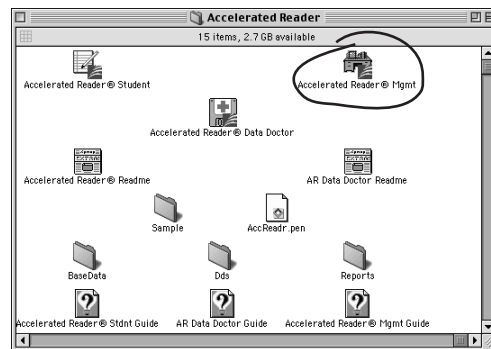 Accelerated Reader
15 items, 2.7 GB available
Accelerated Reader® Student
Accelerated Reader® Mgmt
Accelerated Reader® Data Doctor
EXTRA!
EXTRA!
Accelerated Reader® Readme
AR Data Doctor Readme
Sample
AccReadr.pen
BaseData
Dds
Reports
Accelerated Reader® Stdnt Guide
AR Data Doctor Guide
Accelerated Reader® Mgmt Guide